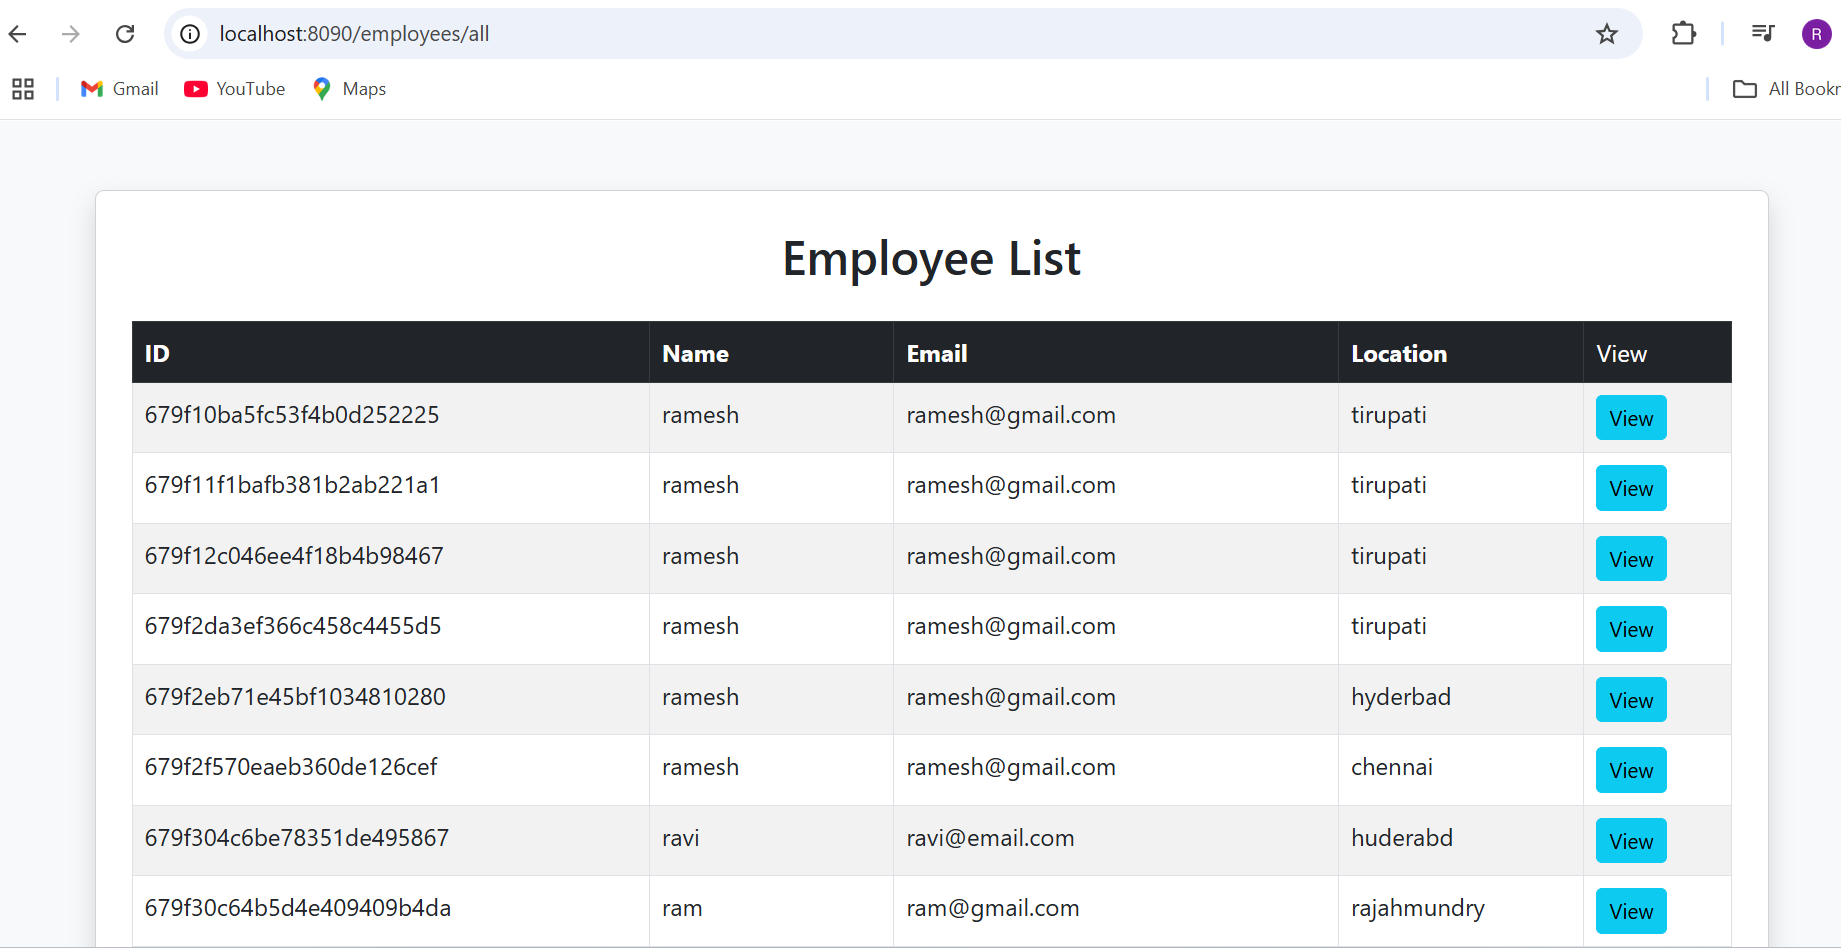 localhost:8090/employees/all
R
Gmail YouTube Maps All Bookr
Employee List
ID Name Email Location View
679f10ba5fc53f4b0d252225 ramesh ramesh@gmail.com tirupati View
679f11f1bafb381b2ab221a1 ramesh ramesh@gmail.com tirupati View
679f12c046ee4f18b4b98467 ramesh ramesh@gmail.com tirupati View
679f2da3ef366c458c4455d5 ramesh ramesh@gmail.com tirupati View
679f2eb71e45bf1034810280 ramesh ramesh@gmail.com hyderbad View
679f2f570eaeb360de126cef ramesh ramesh@gmail.com chennai View
679f304c6be78351de495867 ravi ravi@email.com huderabd View
679f30c64b5d4e409409b4da ram ram@gmail.com rajahmundry View